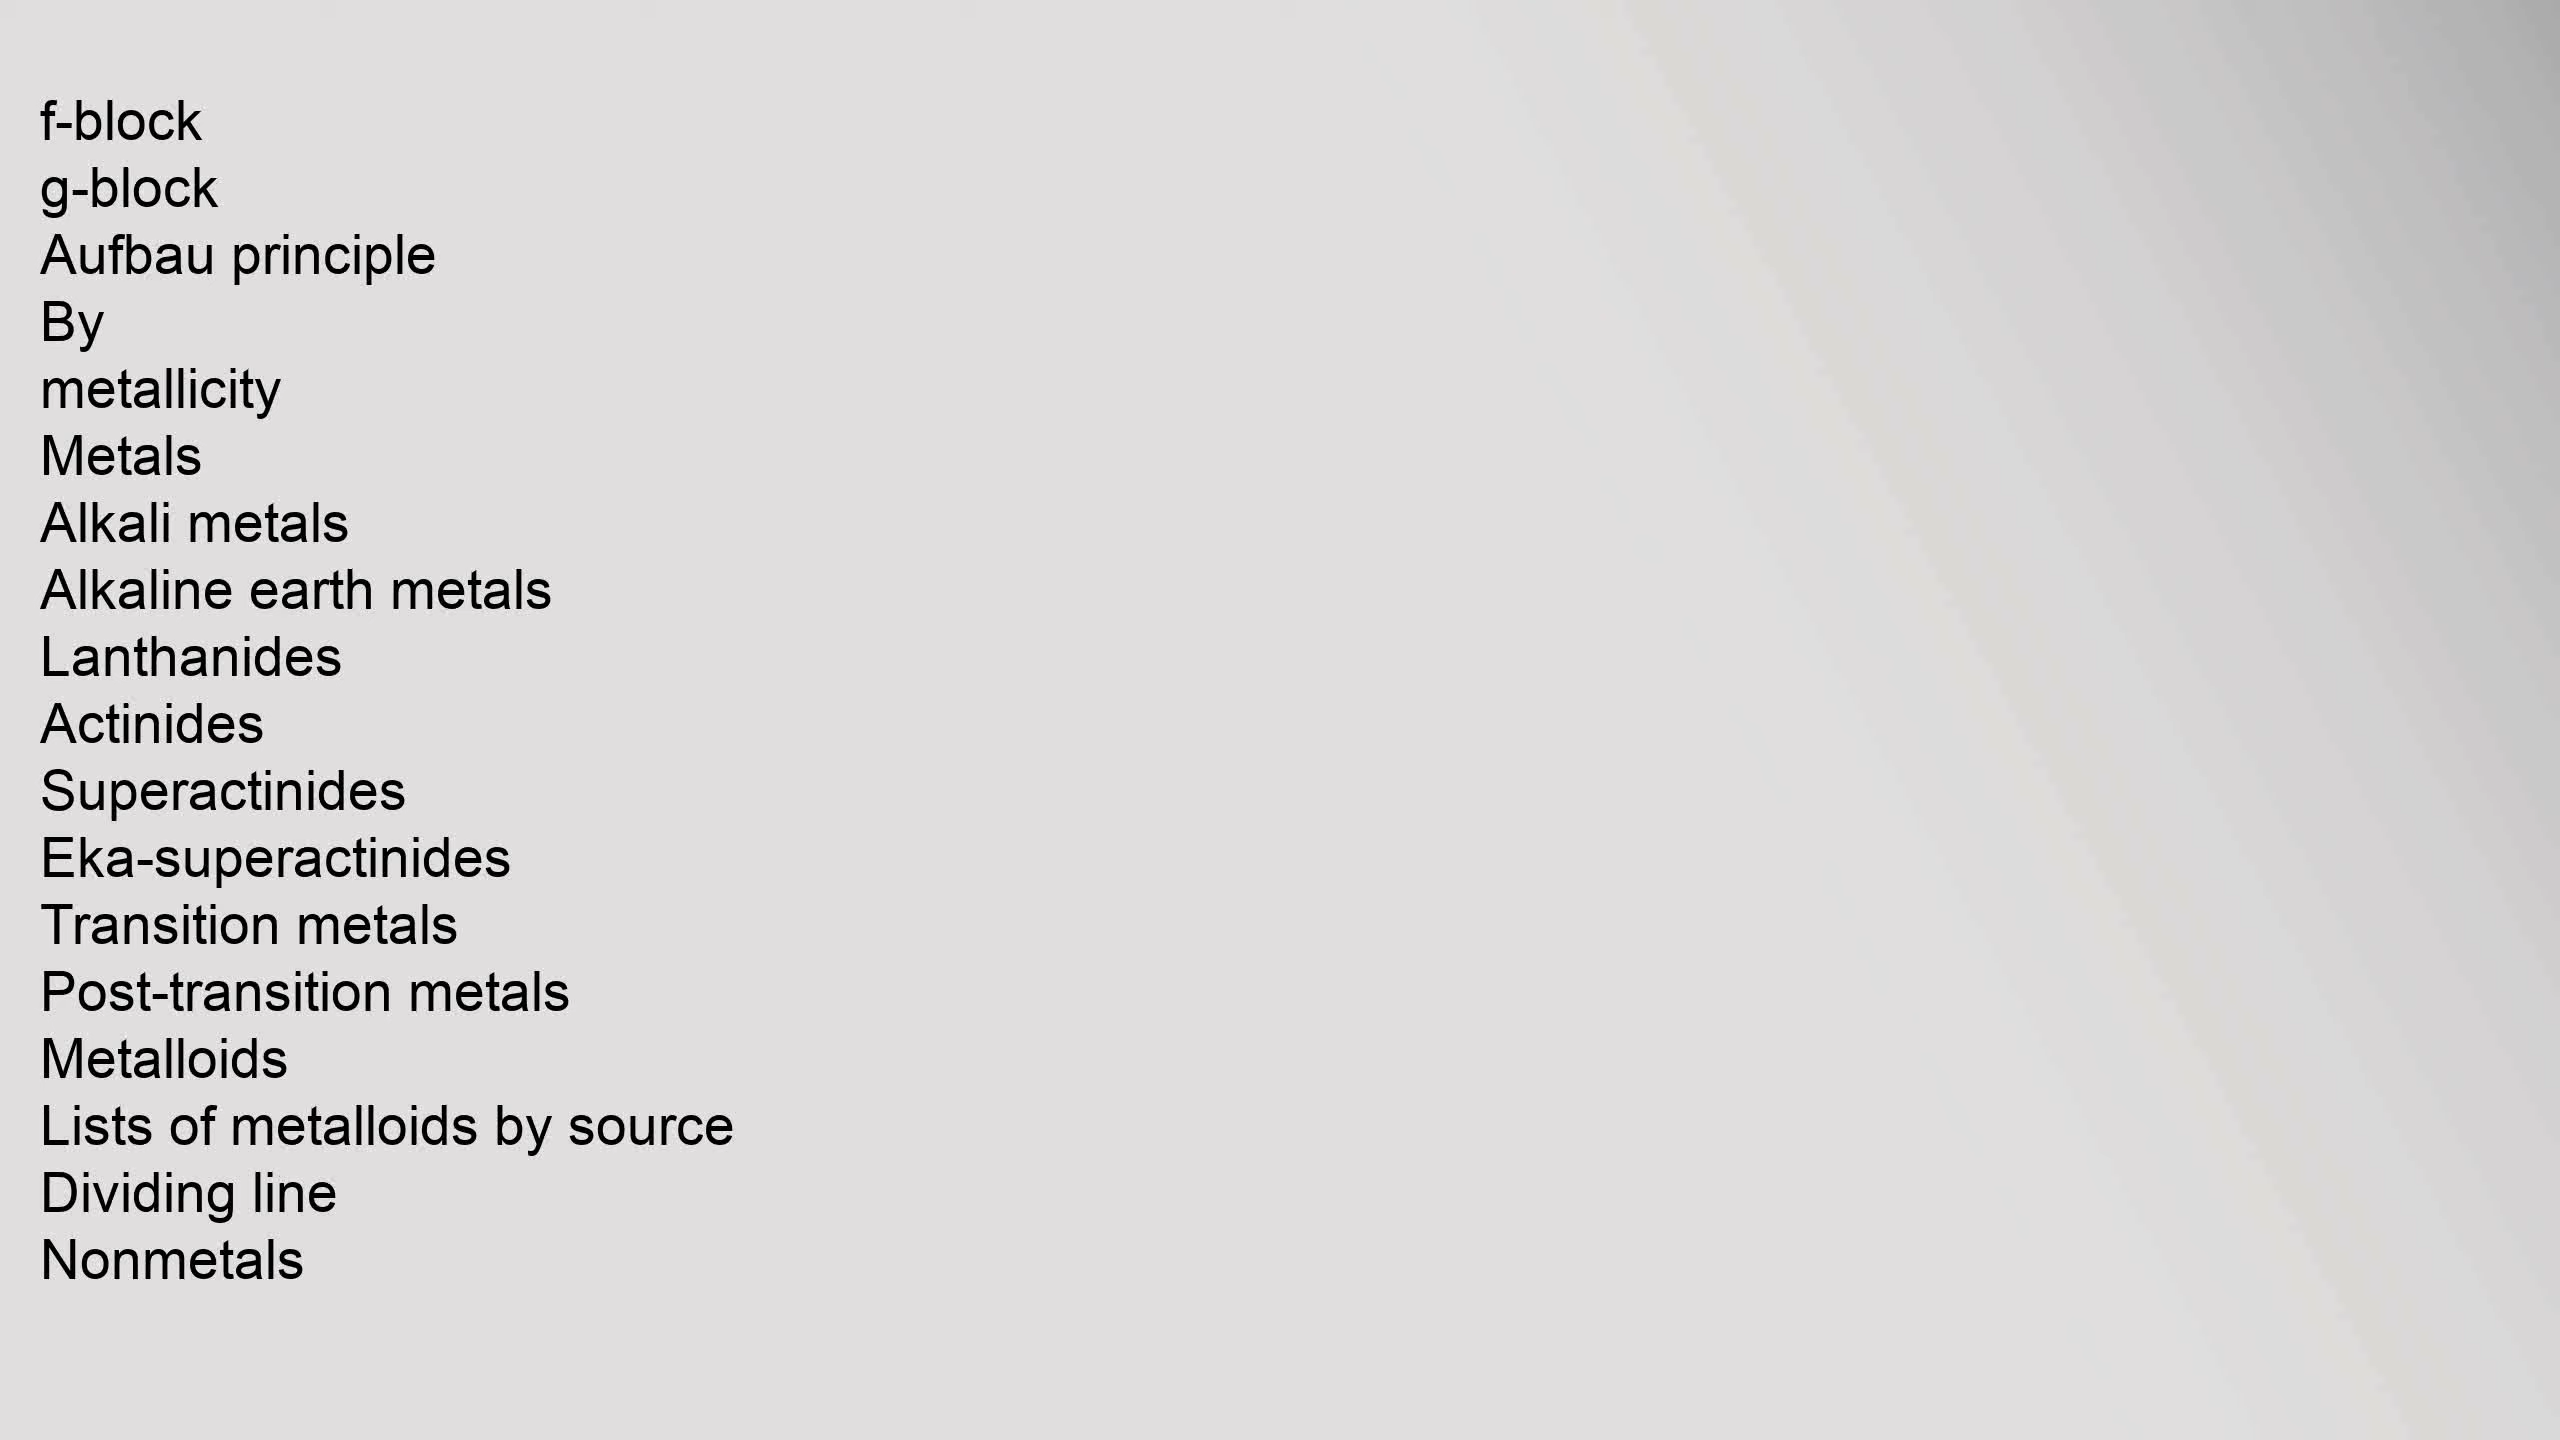 f-block
g-block
Aufbau principle
By
metallicity
Metals
Alkali metals
Alkaline earth metals
Lanthanides
Actinides
Superactinides
Eka-superactinides
Transition metals
Post-transition metals
Metalloids
Lists of metalloids by source
Dividing line
Nonmetals